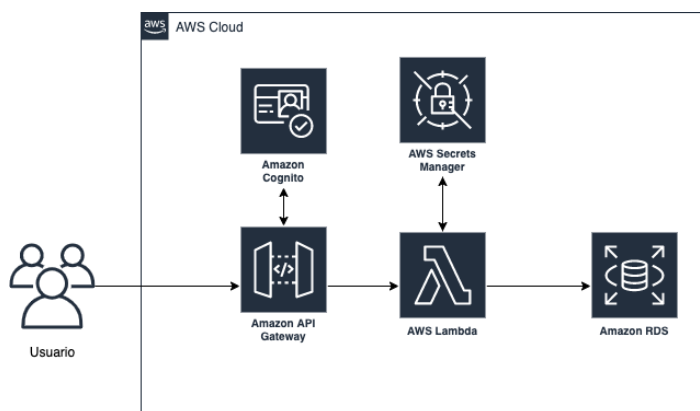 aws
AWS Cloud
Amazon
Cognito
AWS Secrets
Manager
</>
Usuario
Amazon API
Gateway
AWS Lambda
Amazon RDS